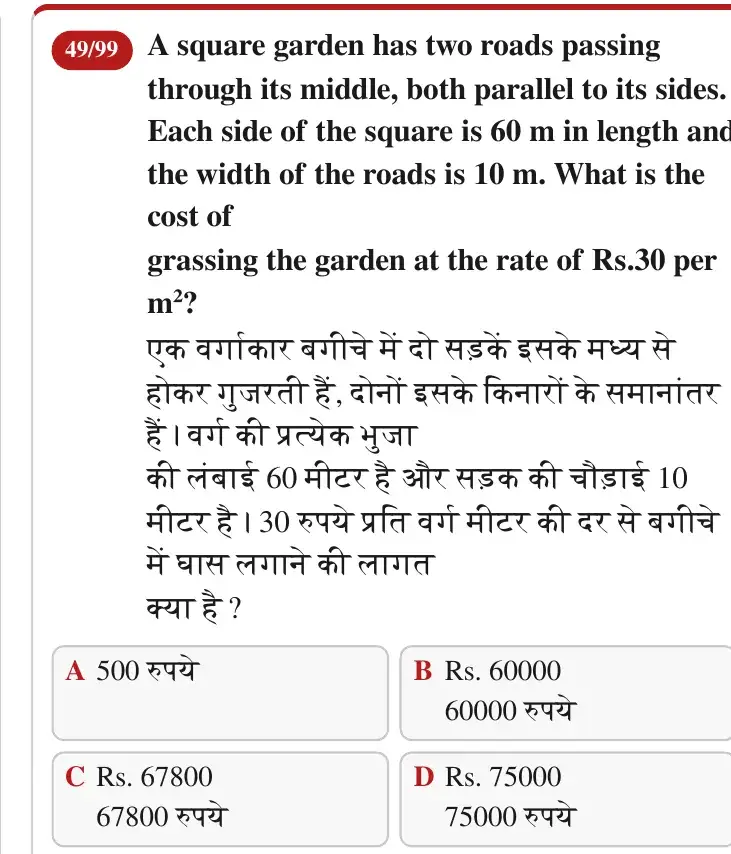 49/99 A square garden has two roads passing
through its middle, both parallel to its sides.
Each side of the square is 60 m in length and
the width of the roads is 10 m. What is the
cost of
grassing the garden at the rate of Rs.30 per
m²?
एक वर्गाकार बगीचे में दो सड़कें इसके मध्य से
होकर गुजरती हैं, दोनों इसके किनारों के समानांतर
हैं। वर्ग की प्रत्येक भुजा
की लंबाई 60 मीटर है और सड़क की चौड़ाई 10
मीटर है। 30 रुपये प्रति वर्ग मीटर की दर से बगीचे
में घास लगाने की लागत
क्या है ?
A 500 रुपये
B Rs. 60000
60000 रुपये
C Rs. 67800
67800 रुपये
D Rs. 75000
75000 रुपये